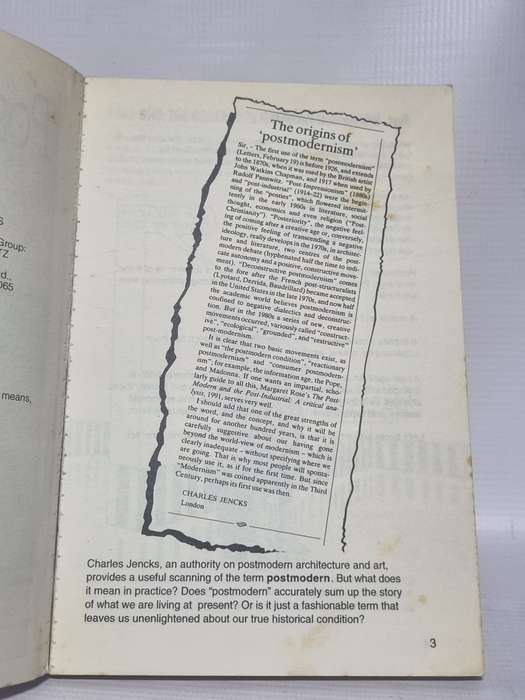 S
Group:
TZ
d.,
065
means,
The origins of
'postmodernism'
Sir, – The first use of the term "postmodernism"
(Letters, February 19) is before 1926, and extends
to the 1870s, when it was used by the British artist
John Watkins Chapman, and 1917 when used by
Rudolf Pannwitz. "Post-Impressionism" (1880s)
and "post-industrial" (1914–22) were the begin-
ning of the "posties", which flowered intermit-
tently in the early 1960s in literature, social
thought, economics and even religion ("Post-
Christianity"). "Posteriority", the negative feel-
ing of coming after a creative age or, conversely,
the positive feeling of transcending a negative
ideology, really develops in the 1970s, in architec-
ture and literature, two centres of the post-
modern debate (hyphenated half the time to indi-
cate autonomy and a positive, constructive move-
ment). "Deconstructive postmodernism" comes
to the fore after the French post-structuralists
(Lyotard, Derrida, Baudrillard) became accepted
in the United States in the late 1970s, and now half
the academic world believes postmodernism is
confined to negative dialectics and deconstruc-
tion. But in the 1980s a series of new, creative
movements occurred, variously called "construct-
ive", "ecological", "grounded", and "restructive"
post-modernism.
It is clear that two basic movements exist, as
well as "the postmodern condition", "reactionary
postmodernism" and "consumer postmodern-
ism"; for example, the information age, the Pope,
and Madonna. If one wants an impartial, scho-
larly guide to all this, Margaret Rose's The Post-
Modern and the Post-Industrial: A critical ana-
lysis, 1991, serves very well.
I should add that one of the great strengths of
the word, and the concept, and why it will be
around for another hundred years, is that it is
carefully suggestive about our having gone
beyond the world-view of modernism – which is
clearly inadequate – without specifying where we
are going. That is why most people will sponta-
neously use it, as if for the first time. But since
"Modernism" was coined apparently in the Third
Century, perhaps its first use was then.
CHARLES JENCKS
London
Charles Jencks, an authority on postmodern architecture and art,
provides a useful scanning of the term postmodern. But what does
it mean in practice? Does "postmodern" accurately sum up the story
of what we are living at present? Or is it just a fashionable term that
leaves us unenlightened about our true historical condition?
3